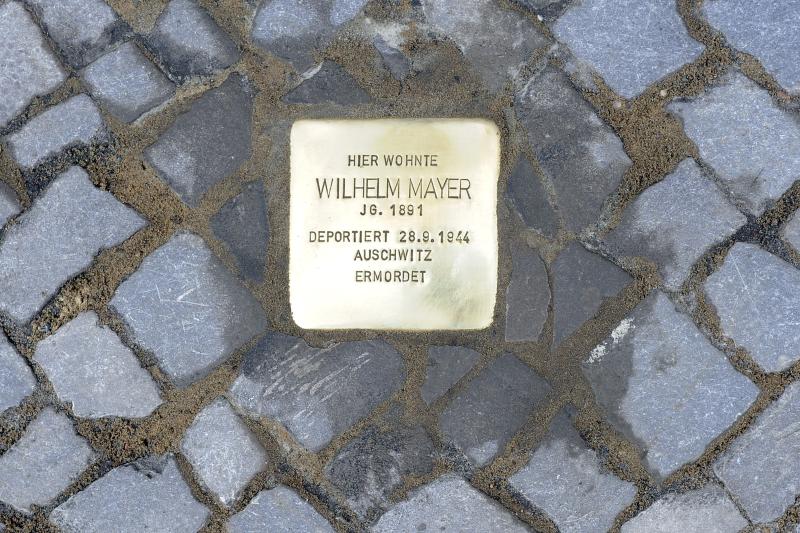 HIER WOHNTE
WILHELM MAYER
JG. 1891
DEPORTIERT 28.9.1944
AUSCHWITZ
ERMORDET